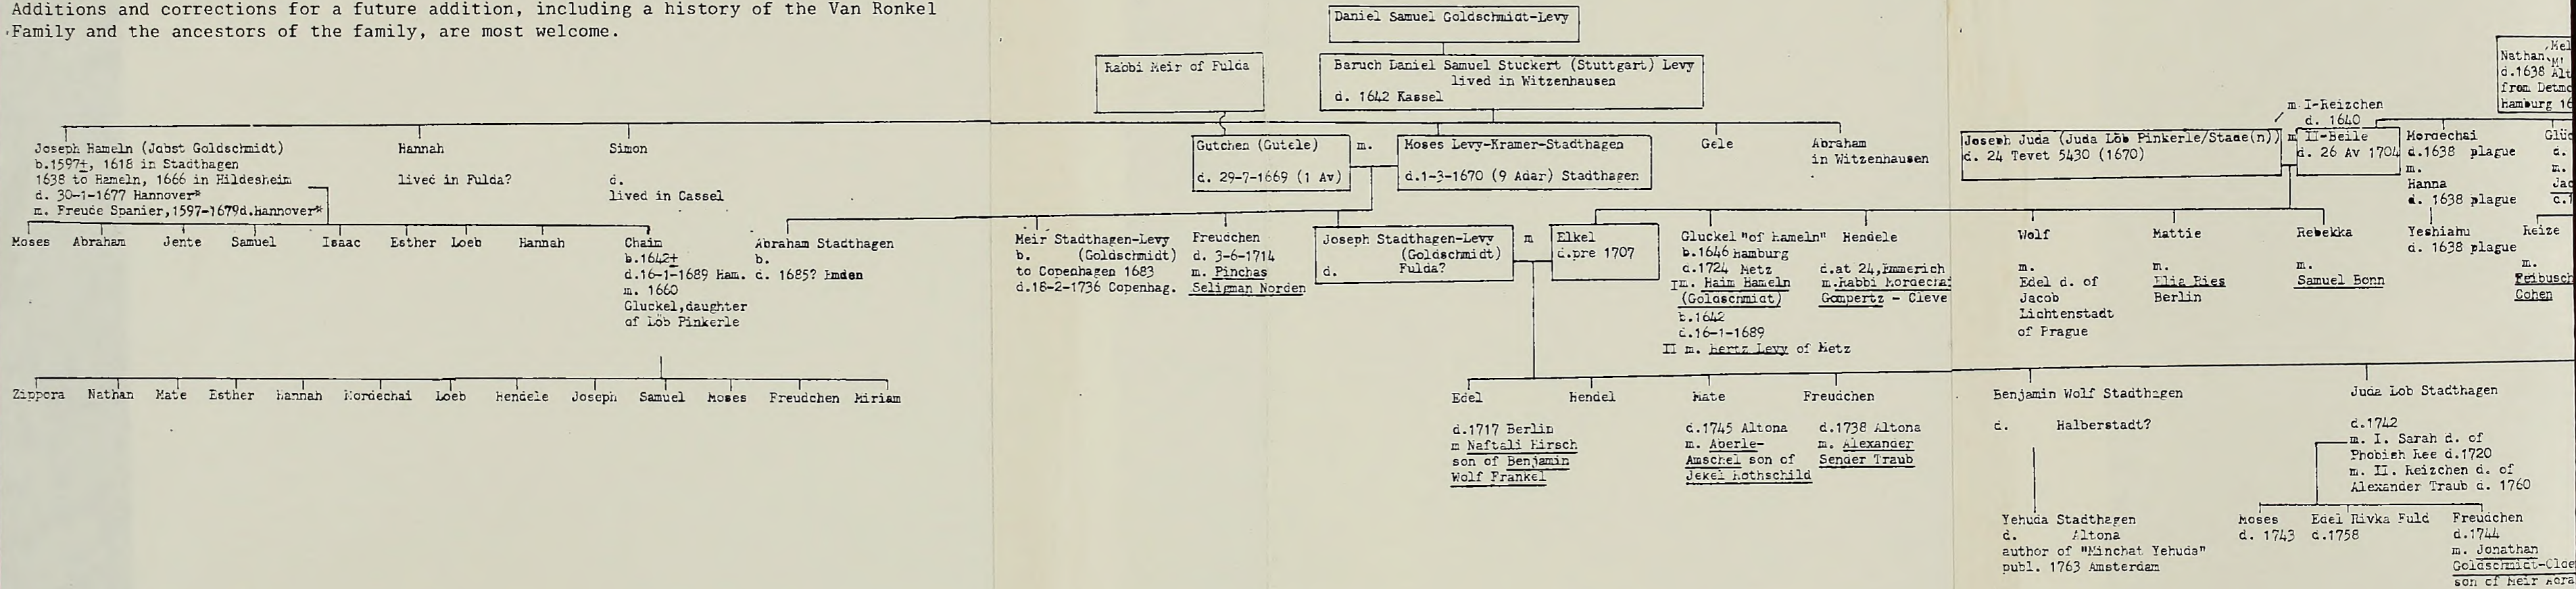 Additions and corrections for a future addition, including a history of the Van Ronkel
Family and the ancestors of the family, are most welcome.
Daniel Samuel Goldschmidt-Levy
Rabbi Meir of Fulda
Baruch Daniel Samuel Stuckert (Stuttgart) Levy
lived in Witzenhausen
d. 1642 Kassel
Nathan
d.1638 Alt
from Detmo
hamburg 16
Joseph Hameln (Jobst Goldschmidt)
b.1597±, 1618 in Stadthagen
1638 to Hameln, 1666 in Hildesheim
d. 30-1-1677 Hannover*
m. Freude Spanier,1597-1679d.hannover*
Hannah
lived in Fulda?
Simon
d.
lived in Cassel
Gutchen (Gutele)
d. 29-7-1669 (1 Av)
m.
Moses Levy-Kramer-Stadthagen
d.1-3-1670 (9 Adar) Stadthagen
Gele
Abraham
in Witzenhausen
Joseph Juda (Juda Löb Pinkerle/Stade(n))
d. 24 Tevet 5430 (1670)
m I-Reizchen
d. 1640
m II-Beile
d. 26 Av 1704
Mordechai
d.1638 plague
m.
Hanna
d. 1638 plague
Glüc
d.
m.
Jac
d.1
Moses
Abraham
Jente
Samuel
Isaac
Esther
Loeb
Hannah
Chaim
b.1642±
d.16-1-1689 Ham.
m. 1660
Gluckel,daughter
of Löb Pinkerle
Abraham Stadthagen
b.
d. 1685? Emden
Meir Stadthagen-Levy
b. (Goldschmidt)
to Copenhagen 1683
d.18-2-1736 Copenhag.
Freudchen
d. 3-6-1714
m. Pinchas
Seligman Norden
Joseph Stadthagen-Levy
(Goldschmidt)
d. Fulda?
m
Elkel
d.pre 1707
Gluckel "of Hameln"
b.1646 hamburg
d.1724 Metz
Im. Haim Hameln
(Goldschmidt)
b.1642
d.16-1-1689
II m. hertz Levy of Metz
Hendele
d.at 24,Emmerich
m.Rabbi Mordechai
Gompertz - Cleve
Wolf
m.
Edel d. of
Jacob
Lichtenstadt
of Prague
Mattie
m.
Elia Ries
Berlin
Rebekka
m.
Samuel Bonn
Yeshiahu
d. 1638 plague
Reize
m.
Feibusch
Cohen
Zippora
Nathan
Mate
Esther
Hannah
Mordechai
Loeb
Hendele
Joseph
Samuel
Moses
Freudchen
Miriam
Edel
d.1717 Berlin
m Naftali Hirsch
son of Benjamin
Wolf Frankel
Hendel
Mate
d.1745 Altona
m. Aberle-
Amschel son of
Jekel Rothschild
Freudchen
d.1738 Altona
m. Alexander
Sender Traub
Benjamin Wolf Stadthagen
d. Halberstadt?
Juda Lob Stadthagen
d.1742
m. I. Sarah d. of
Phobish Ree d.1720
m. II. Reizchen d. of
Alexander Traub d. 1760
Yehuda Stadthagen
d. Altona
author of "Minchat Yehuda"
publ. 1763 Amsterdam
Moses
d. 1743
Edel Rivka Fuld
d.1758
Freudchen
d.1744
m. Jonathan
Goldschmidt-Cloe
son of Meir